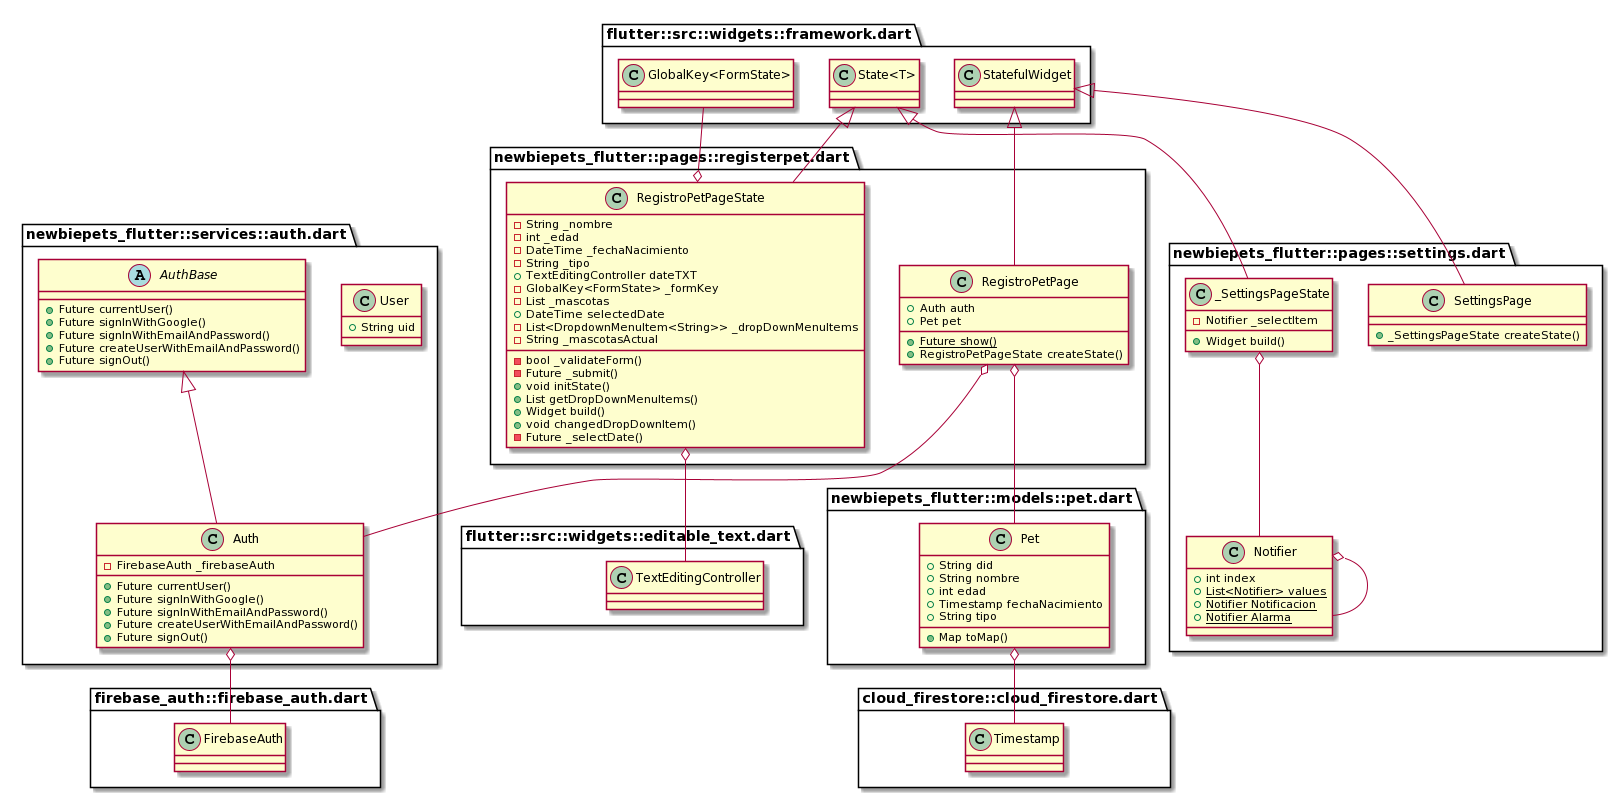 flutter::src::widgets::framework.dart
C GlobalKey<FormState>
C State<T>
C StatefulWidget
newbiepets_flutter::pages::registerpet.dart
C RegistroPetPageState
String _nombre
int _edad
DateTime _fechaNacimiento
String _tipo
TextEditingController dateTXT
GlobalKey<FormState> _formKey
List _mascotas
DateTime selectedDate
List<DropdownMenuItem<String>> _dropDownMenuItems
String _mascotasActual
bool _validateForm()
Future _submit()
void initState()
List getDropDownMenuItems()
Widget build()
void changedDropDownItem()
Future _selectDate()
C RegistroPetPage
Auth auth
Pet pet
Future show()
RegistroPetPageState createState()
newbiepets_flutter::services::auth.dart
A AuthBase
Future currentUser()
Future signInWithGoogle()
Future signInWithEmailAndPassword()
Future createUserWithEmailAndPassword()
Future signOut()
C User
String uid
C Auth
FirebaseAuth _firebaseAuth
Future currentUser()
Future signInWithGoogle()
Future signInWithEmailAndPassword()
Future createUserWithEmailAndPassword()
Future signOut()
newbiepets_flutter::pages::settings.dart
C _SettingsPageState
Notifier _selectItem
Widget build()
C SettingsPage
_SettingsPageState createState()
C Notifier
int index
List<Notifier> values
Notifier Notificacion
Notifier Alarma
flutter::src::widgets::editable_text.dart
C TextEditingController
newbiepets_flutter::models::pet.dart
C Pet
String did
String nombre
int edad
Timestamp fechaNacimiento
String tipo
Map toMap()
firebase_auth::firebase_auth.dart
C FirebaseAuth
cloud_firestore::cloud_firestore.dart
C Timestamp